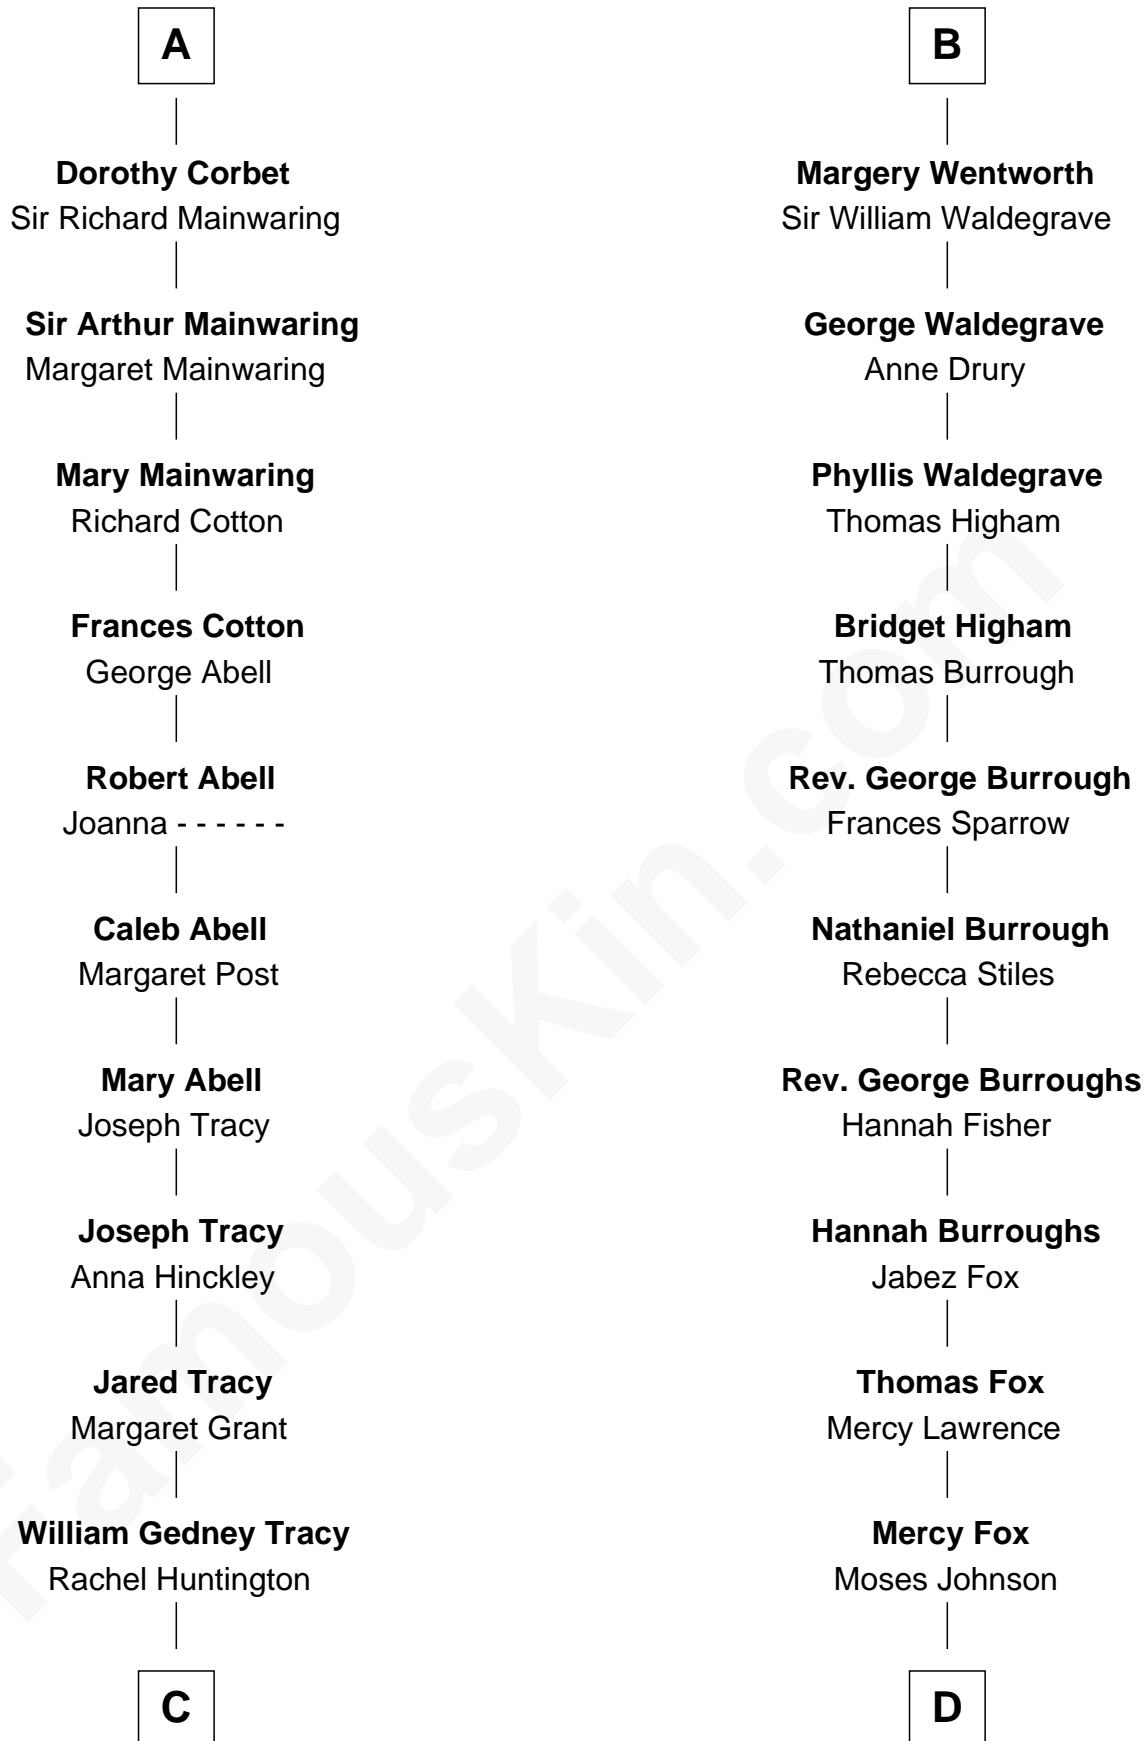 A
Dorothy Corbet
Sir Richard Mainwaring
Sir Arthur Mainwaring
Margaret Mainwaring
Mary Mainwaring
Richard Cotton
Frances Cotton
George Abell
Robert Abell
Joanna - - - - - -
Caleb Abell
Margaret Post
Mary Abell
Joseph Tracy
Joseph Tracy
Anna Hinckley
Jared Tracy
Margaret Grant
William Gedney Tracy
Rachel Huntington
C
B
Margery Wentworth
Sir William Waldegrave
George Waldegrave
Anne Drury
Phyllis Waldegrave
Thomas Higham
Bridget Higham
Thomas Burrough
Rev. George Burrough
Frances Sparrow
Nathaniel Burrough
Rebecca Stiles
Rev. George Burroughs
Hannah Fisher
Hannah Burroughs
Jabez Fox
Thomas Fox
Mercy Lawrence
Mercy Fox
Moses Johnson
D
FamousKin.com